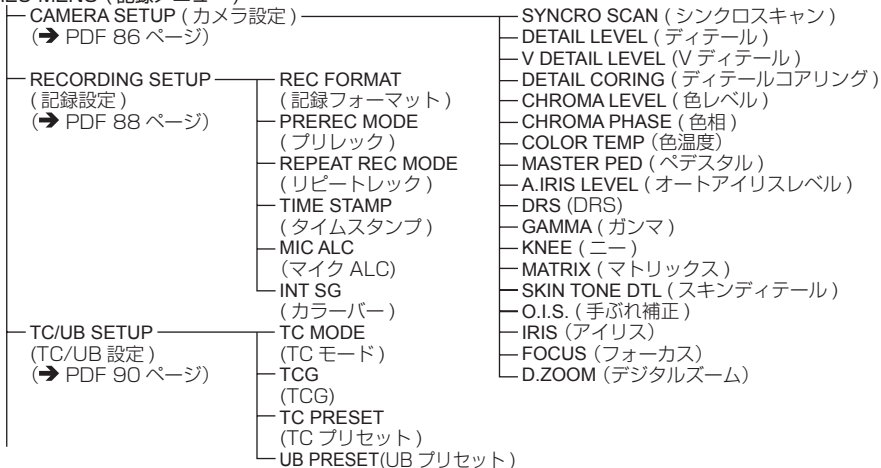 CAMERA SETUP ( カメラ設定 )
(➔ PDF 86 ページ)
RECORDING SETUP
( 記録設定 )
(➔ PDF 88 ページ)
TC/UB SETUP
(TC/UB 設定 )
(➔ PDF 90 ページ)
REC FORMAT
( 記録フォーマット )
PREREC MODE
( プリレック )
REPEAT REC MODE
( リピートレック )
TIME STAMP
( タイムスタンプ )
MIC ALC
(マイク ALC)
INT SG
( カラーバー )
TC MODE
(TC モード )
TCG
(TCG)
TC PRESET
(TC プリセット )
UB PRESET(UB プリセット )
SYNCRO SCAN ( シンクロスキャン )
DETAIL LEVEL ( ディテール )
V DETAIL LEVEL (V ディテール )
DETAIL CORING ( ディテールコアリング )
CHROMA LEVEL ( 色レベル )
CHROMA PHASE ( 色相 )
COLOR TEMP (色温度)
MASTER PED ( ペデスタル )
A.IRIS LEVEL ( オートアイリスレベル )
DRS (DRS)
GAMMA ( ガンマ )
KNEE ( ニー )
MATRIX ( マトリックス )
SKIN TONE DTL ( スキンディテール )
O.I.S. ( 手ぶれ補正 )
IRIS (アイリス)
FOCUS (フォーカス)
D.ZOOM (デジタルズーム)